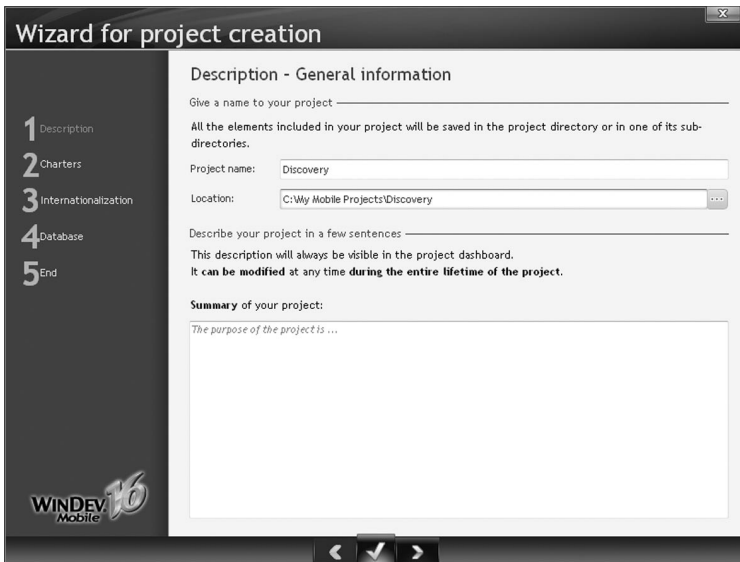 Wizard for project creation
X
1 Description
2 Charters
3 Internationalization
4 Database
5 End
WINDEV 16
Mobile
Description - General information
Give a name to your project
All the elements included in your project will be saved in the project directory or in one of its sub-
directories.
Project name: Discovery
Location: C:\My Mobile Projects\Discovery ...
Describe your project in a few sentences
This description will always be visible in the project dashboard.
It can be modified at any time during the entire lifetime of the project.
Summary of your project:
The purpose of the project is ...